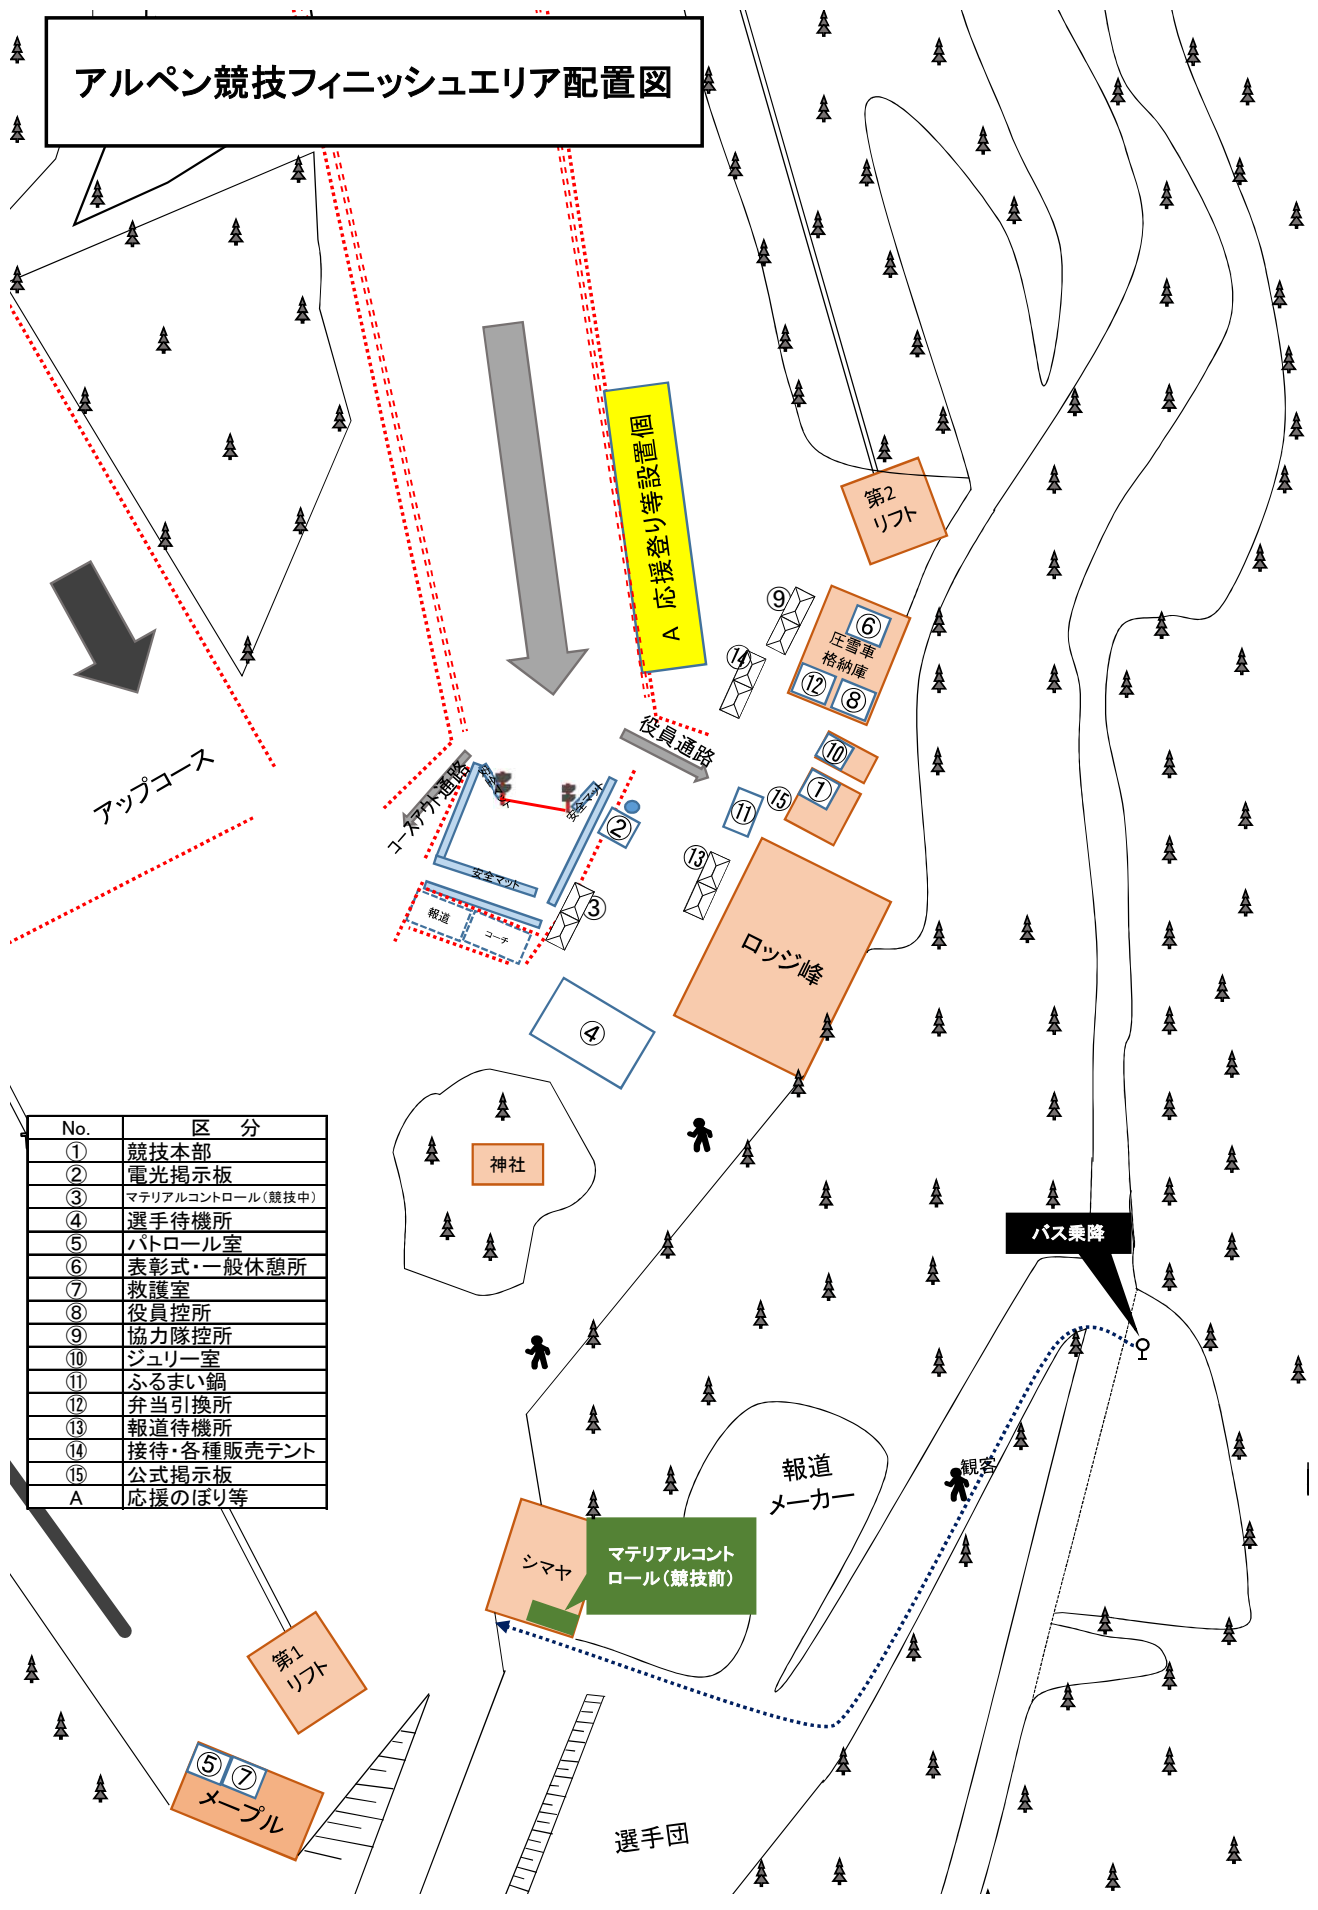 アルペン競技フィニッシュエリア配置図
A 応援登り等設置個
第2
リフト
⑨
⑥
圧雪車
格納庫
⑭
⑫
⑧
役員通路
⑩
アップコース
コースアウト通路
安全マット
安全マット
①
⑮
⑪
②
⑬
安全マット
③
報道
コーチ
ロッジ峰
④
神社
No.
区 分
① 競技本部
② 電光掲示板
③ マテリアルコントロール(競技中)
④ 選手待機所
⑤ パトロール室
⑥ 表彰式・一般休憩所
⑦ 救護室
⑧ 役員控所
⑨ 協力隊控所
⑩ ジュリー室
⑪ ふるまい鍋
⑫ 弁当引換所
⑬ 報道待機所
⑭ 接待・各種販売テント
⑮ 公式掲示板
A 応援のぼり等
バス乗降
観客
報道
メーカー
シマヤ
マテリアルコント
ロール(競技前)
第1
リフト
⑤
⑦
メープル
選手団